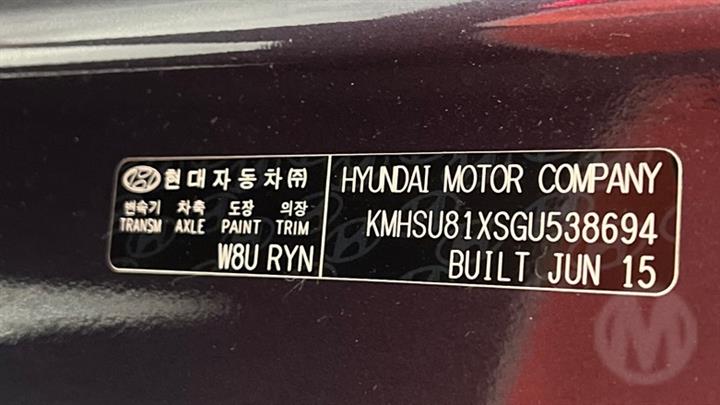 현대자동차㈜
변속기 차축 도장 의장
TRANSM AXLE PAINT TRIM
W8U RYN
HYUNDAI MOTOR COMPANY
KMHSU81XSGU538694
BUILT JUN 15
M